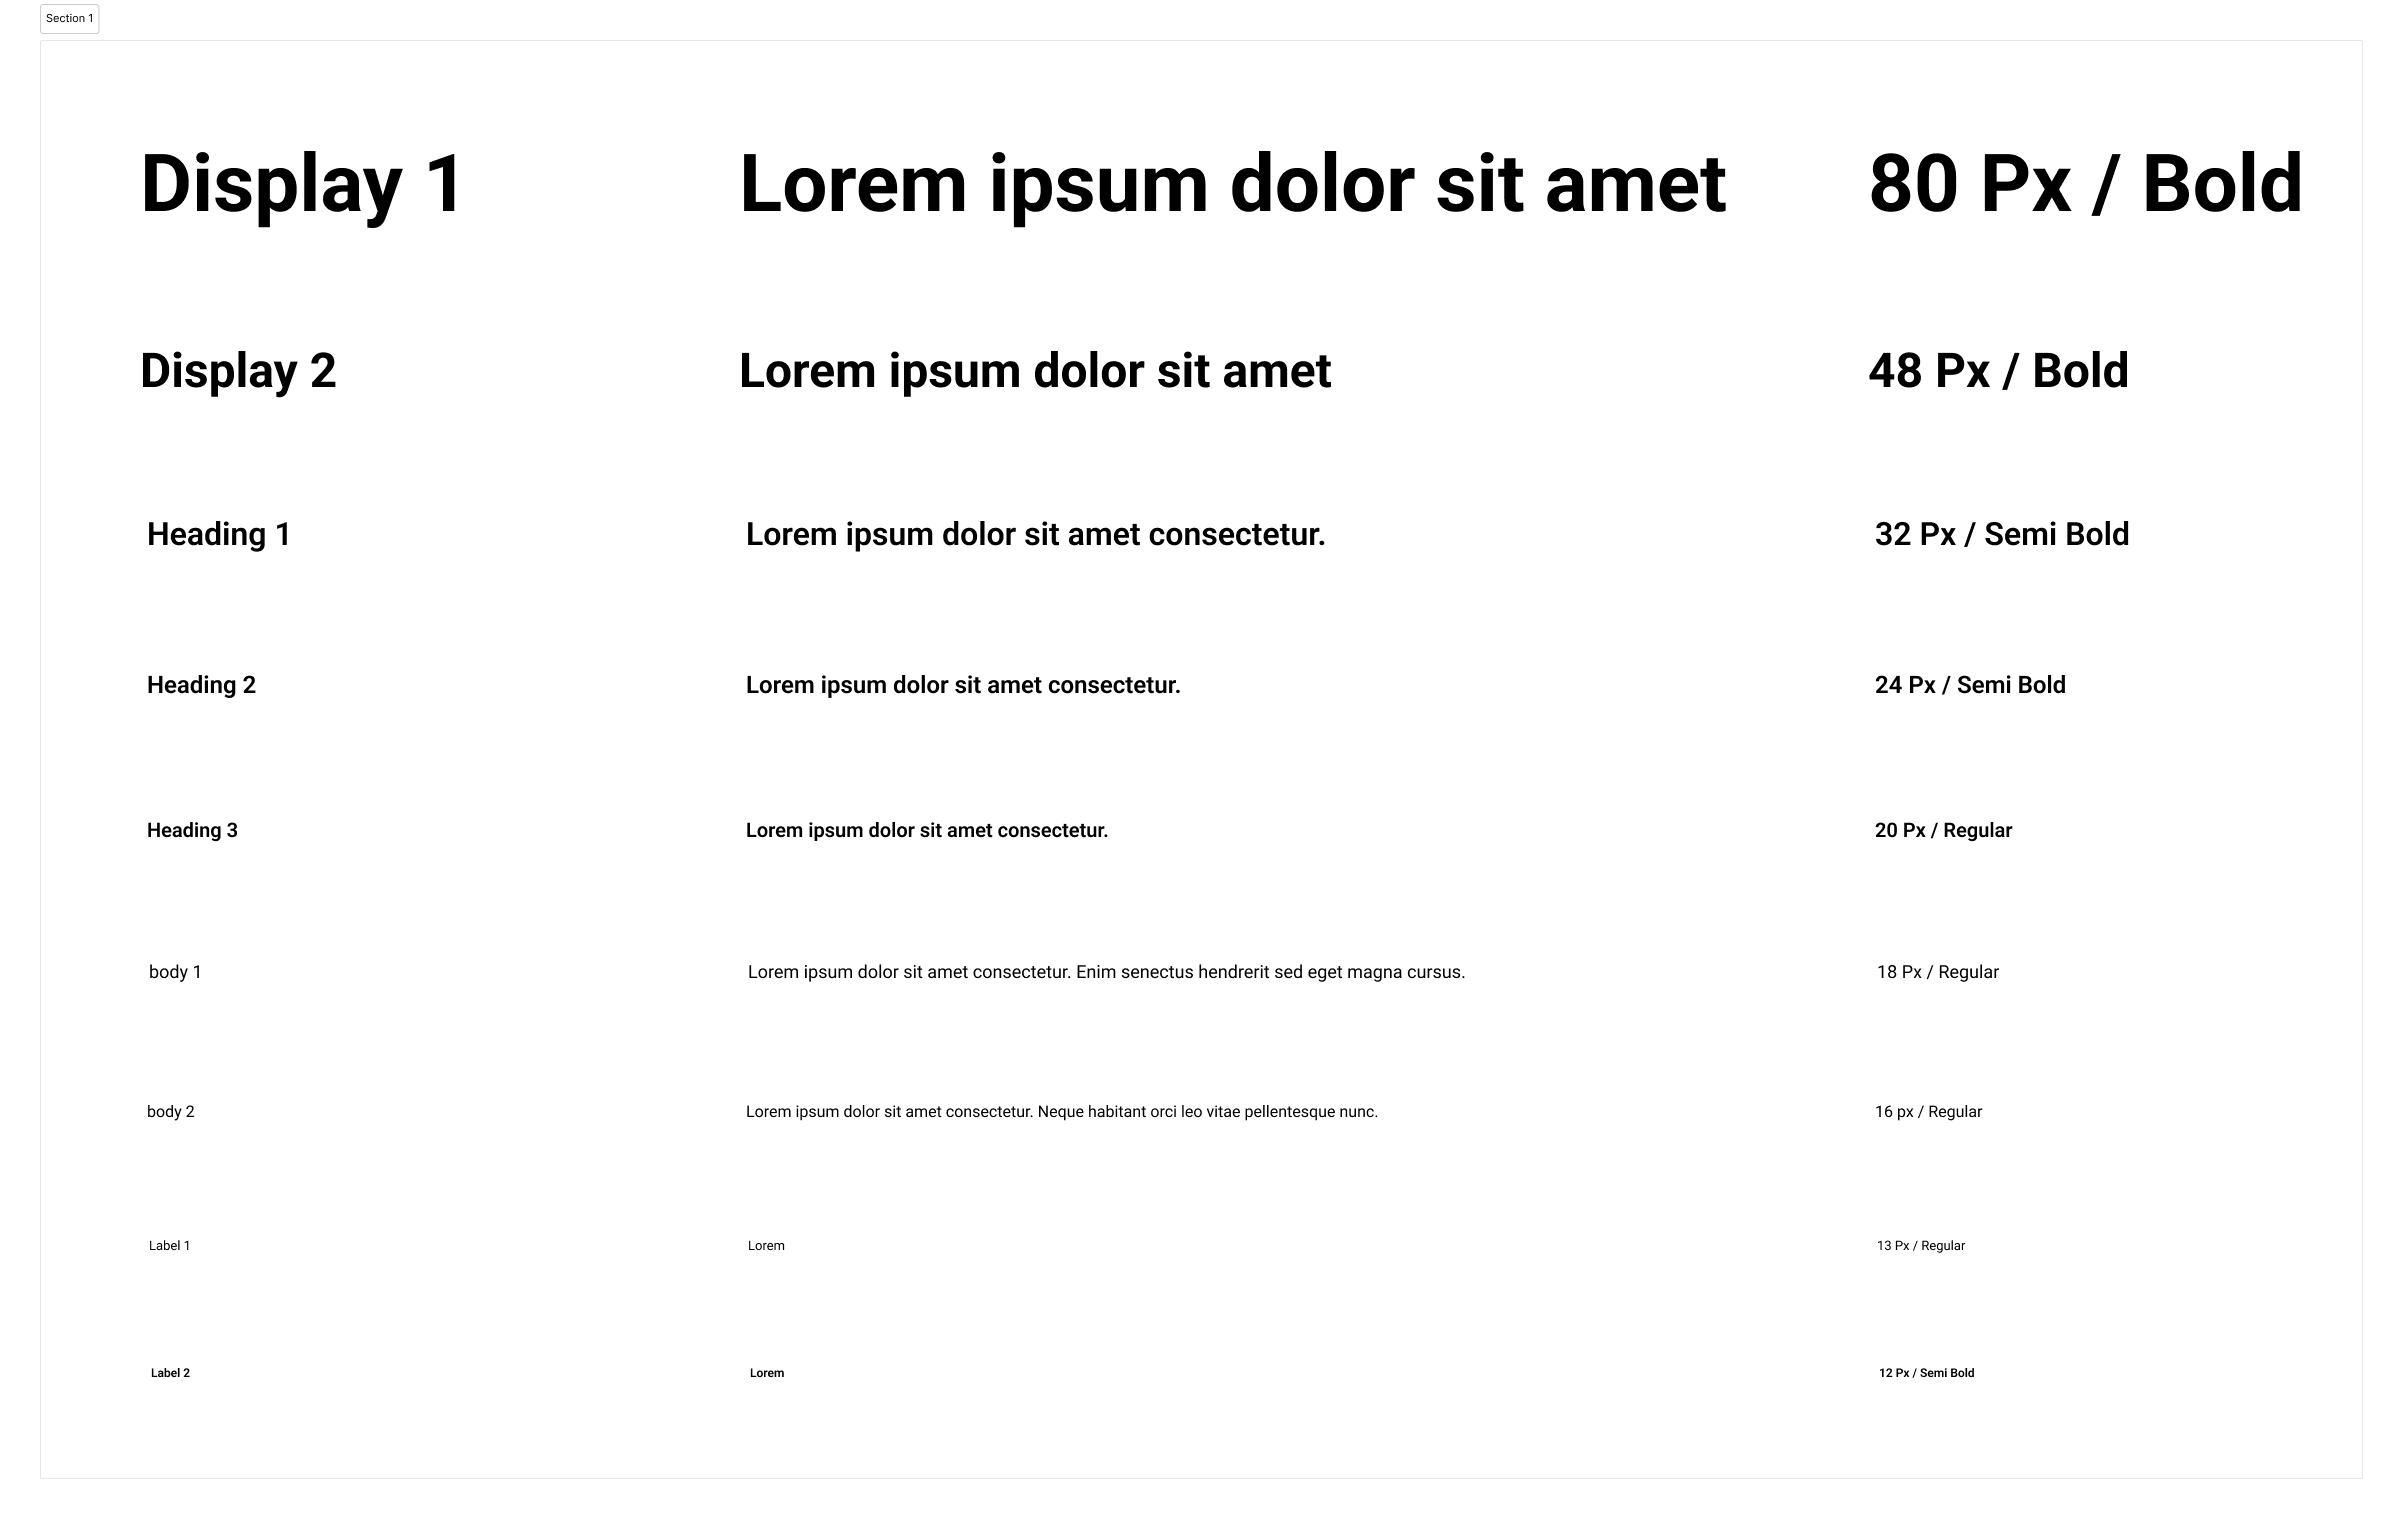 Section 1
Display 1 Lorem ipsum dolor sit amet 80 Px / Bold
Display 2 Lorem ipsum dolor sit amet 48 Px / Bold
Heading 1 Lorem ipsum dolor sit amet consectetur. 32 Px / Semi Bold
Heading 2 Lorem ipsum dolor sit amet consectetur. 24 Px / Semi Bold
Heading 3 Lorem ipsum dolor sit amet consectetur. 20 Px / Regular
body 1 Lorem ipsum dolor sit amet consectetur. Enim senectus hendrerit sed eget magna cursus. 18 Px / Regular
body 2 Lorem ipsum dolor sit amet consectetur. Neque habitant orci leo vitae pellentesque nunc. 16 px / Regular
Label 1 Lorem 13 Px / Regular
Label 2 Lorem 12 Px / Semi Bold